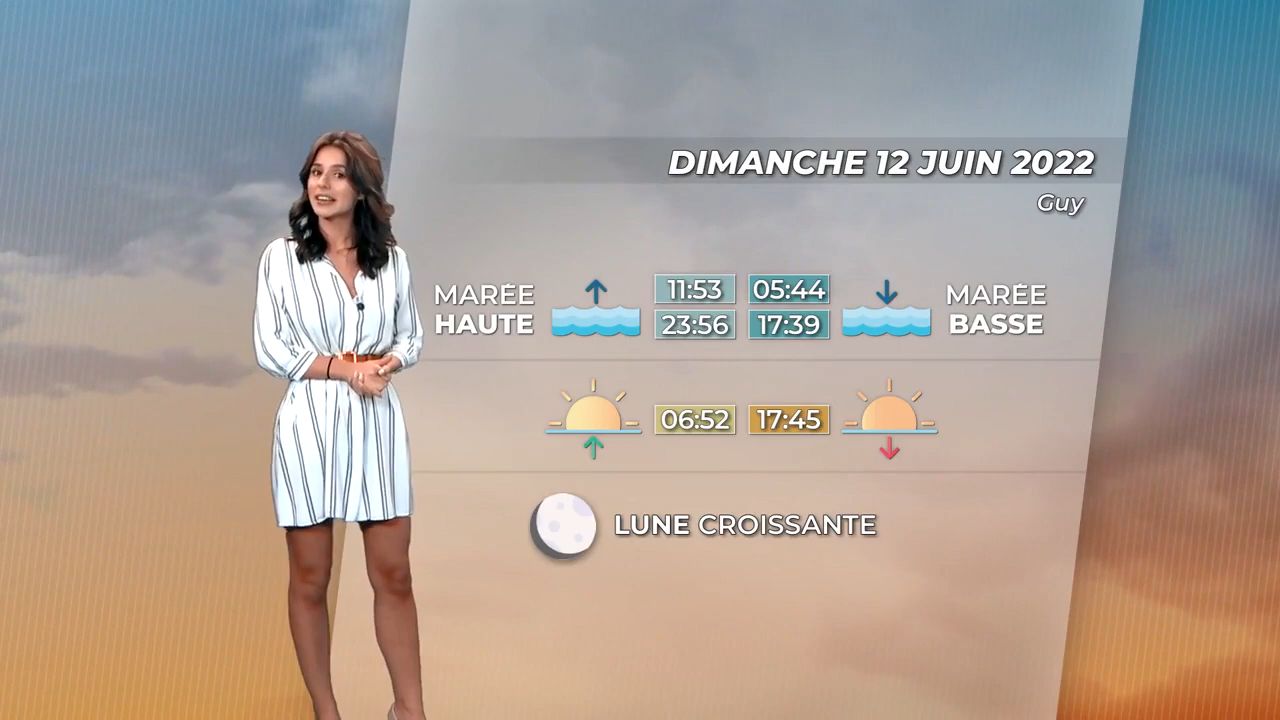 DIMANCHE 12 JUIN 2022
Guy
MARÉE HAUTE
11:53 05:44
23:56 17:39
MARÉE BASSE
06:52 17:45
LUNE CROISSANTE